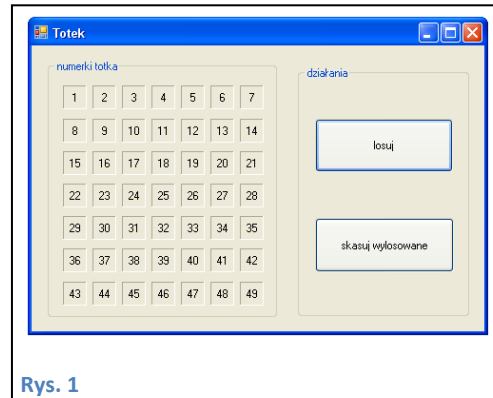 Totek
numerki totka
1 2 3 4 5 6 7
8 9 10 11 12 13 14
15 16 17 18 19 20 21
22 23 24 25 26 27 28
29 30 31 32 33 34 35
36 37 38 39 40 41 42
43 44 45 46 47 48 49
działania
losuj
skasuj wylosowane
Rys. 1